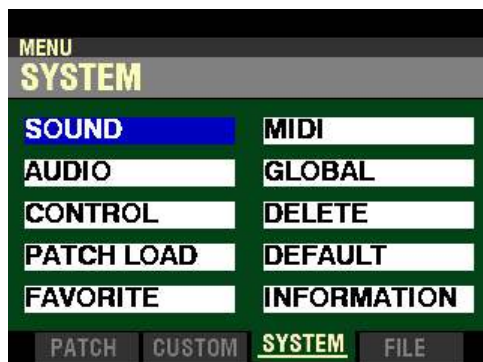 MENU
SYSTEM
SOUND MIDI
AUDIO GLOBAL
CONTROL DELETE
PATCH LOAD DEFAULT
FAVORITE INFORMATION
PATCH CUSTOM SYSTEM FILE